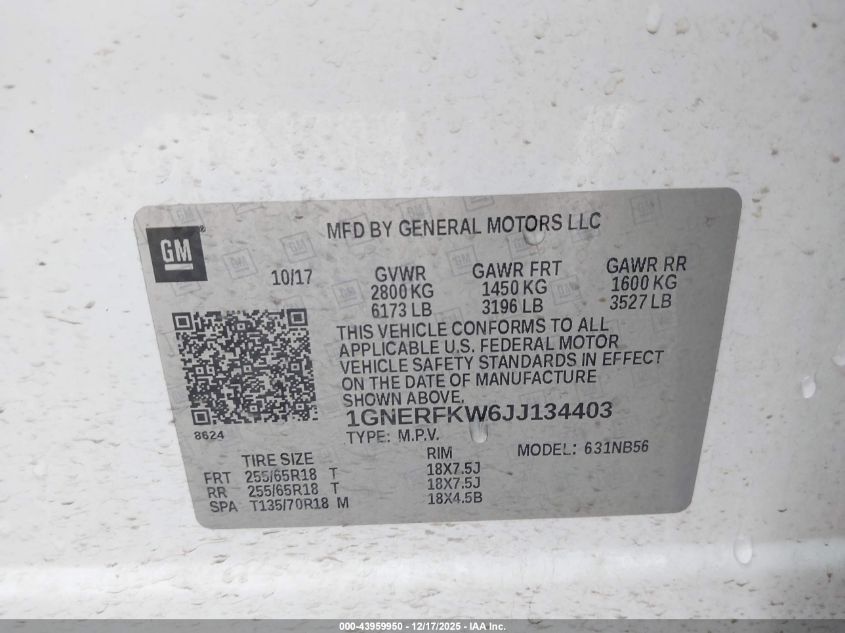 MFD BY GENERAL MOTORS LLC
GM
10/17 GVWR GAWR FRT GAWR RR
2800 KG 1450 KG 1600 KG
6173 LB 3196 LB 3527 LB
THIS VEHICLE CONFORMS TO ALL
APPLICABLE U.S. FEDERAL MOTOR
VEHICLE SAFETY STANDARDS IN EFFECT
ON THE DATE OF MANUFACTURE
SHOWN ABOVE.
1GNERFKW6JJ134403
8624
TYPE: M.P.V. MODEL: 631NB56
TIRE SIZE RIM
FRT 255/65R18 T 18X7.5J
RR 255/65R18 T 18X7.5J
SPA T135/70R18 M 18X4.5B
000-43959950 - 12/17/2025 - IAA Inc.